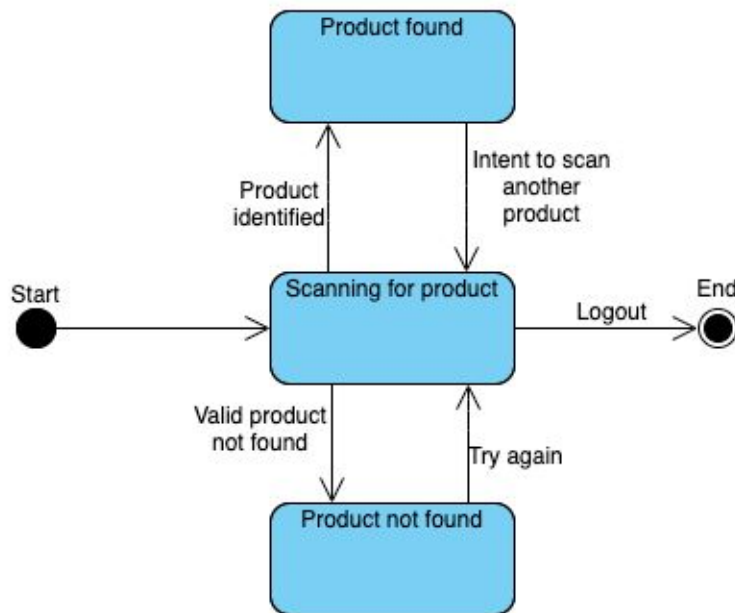 Product found
Product
identified
Intent to scan
another
product
Start
Scanning for product
Logout
End
Valid product
not found
Try again
Product not found